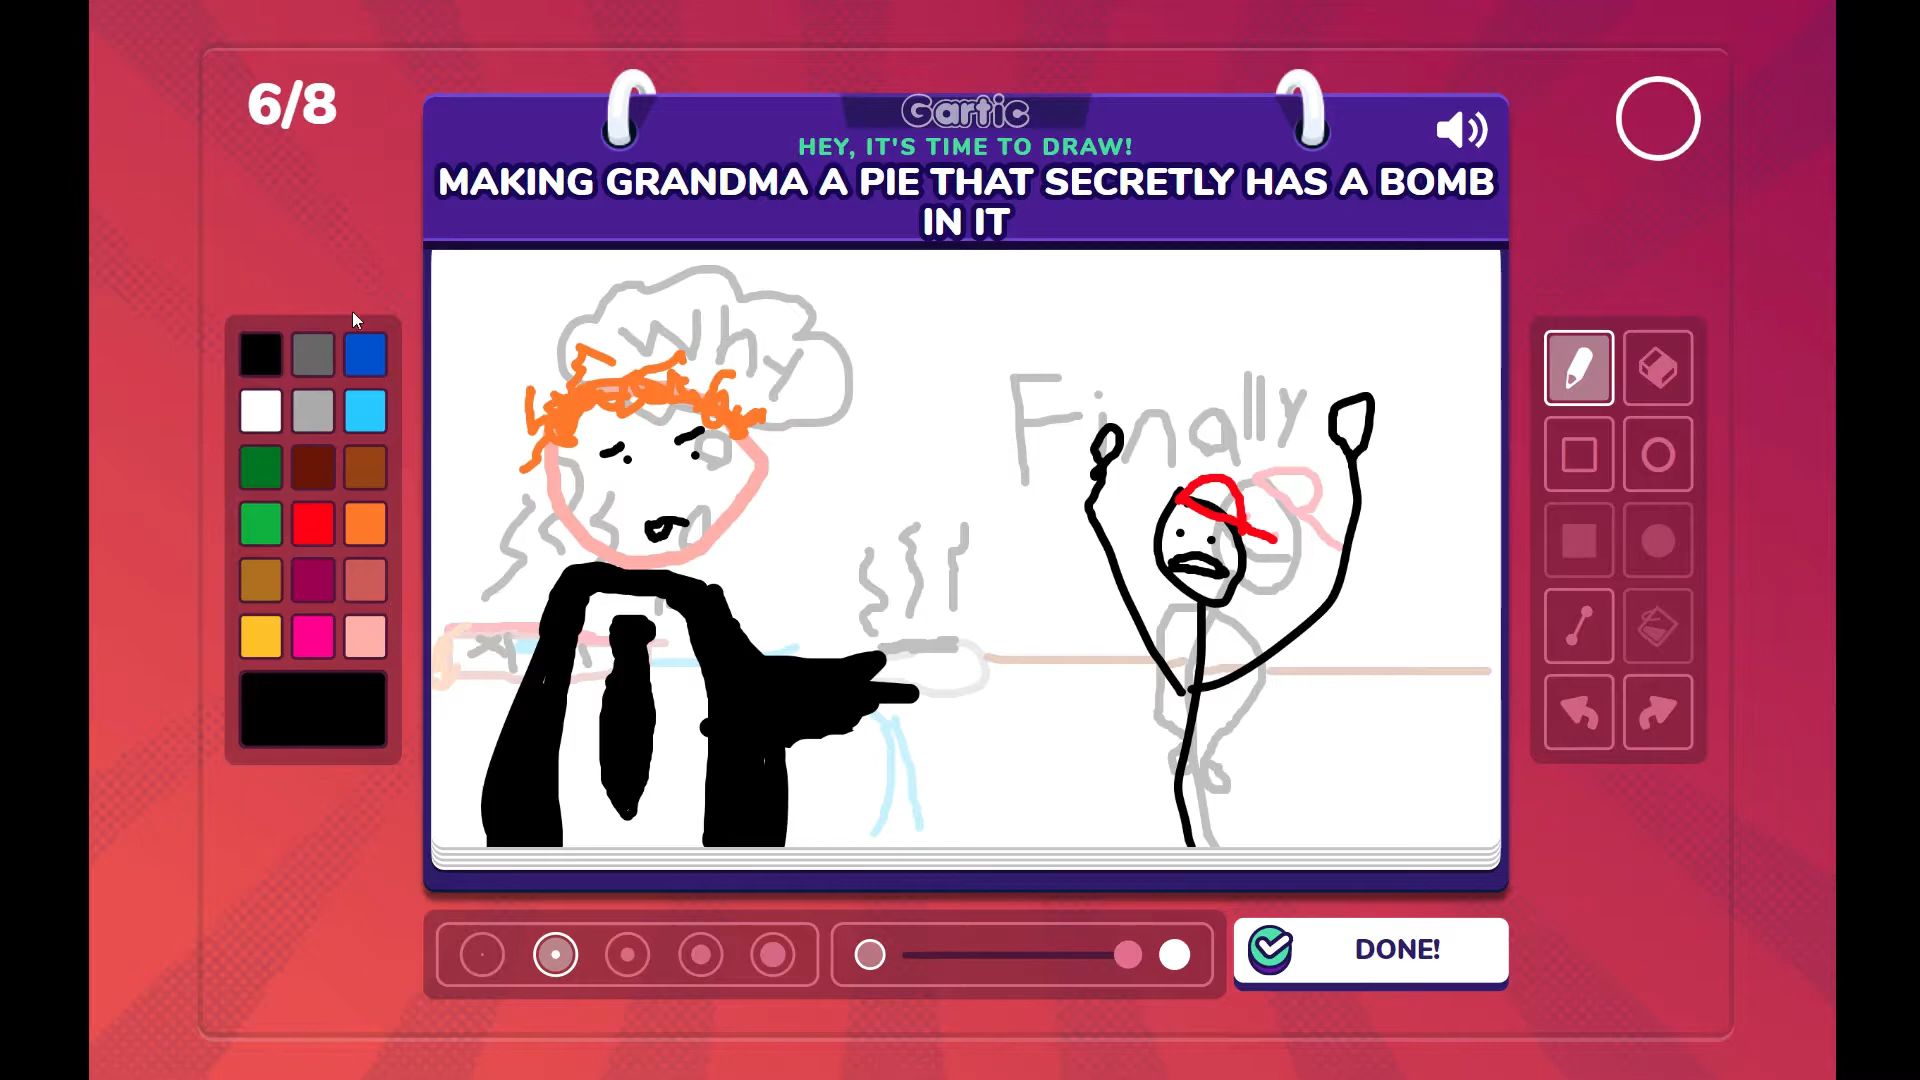 6/8
Gartic
HEY, IT'S TIME TO DRAW!
MAKING GRANDMA A PIE THAT SECRETLY HAS A BOMB
IN IT
Why
Finally
DONE!